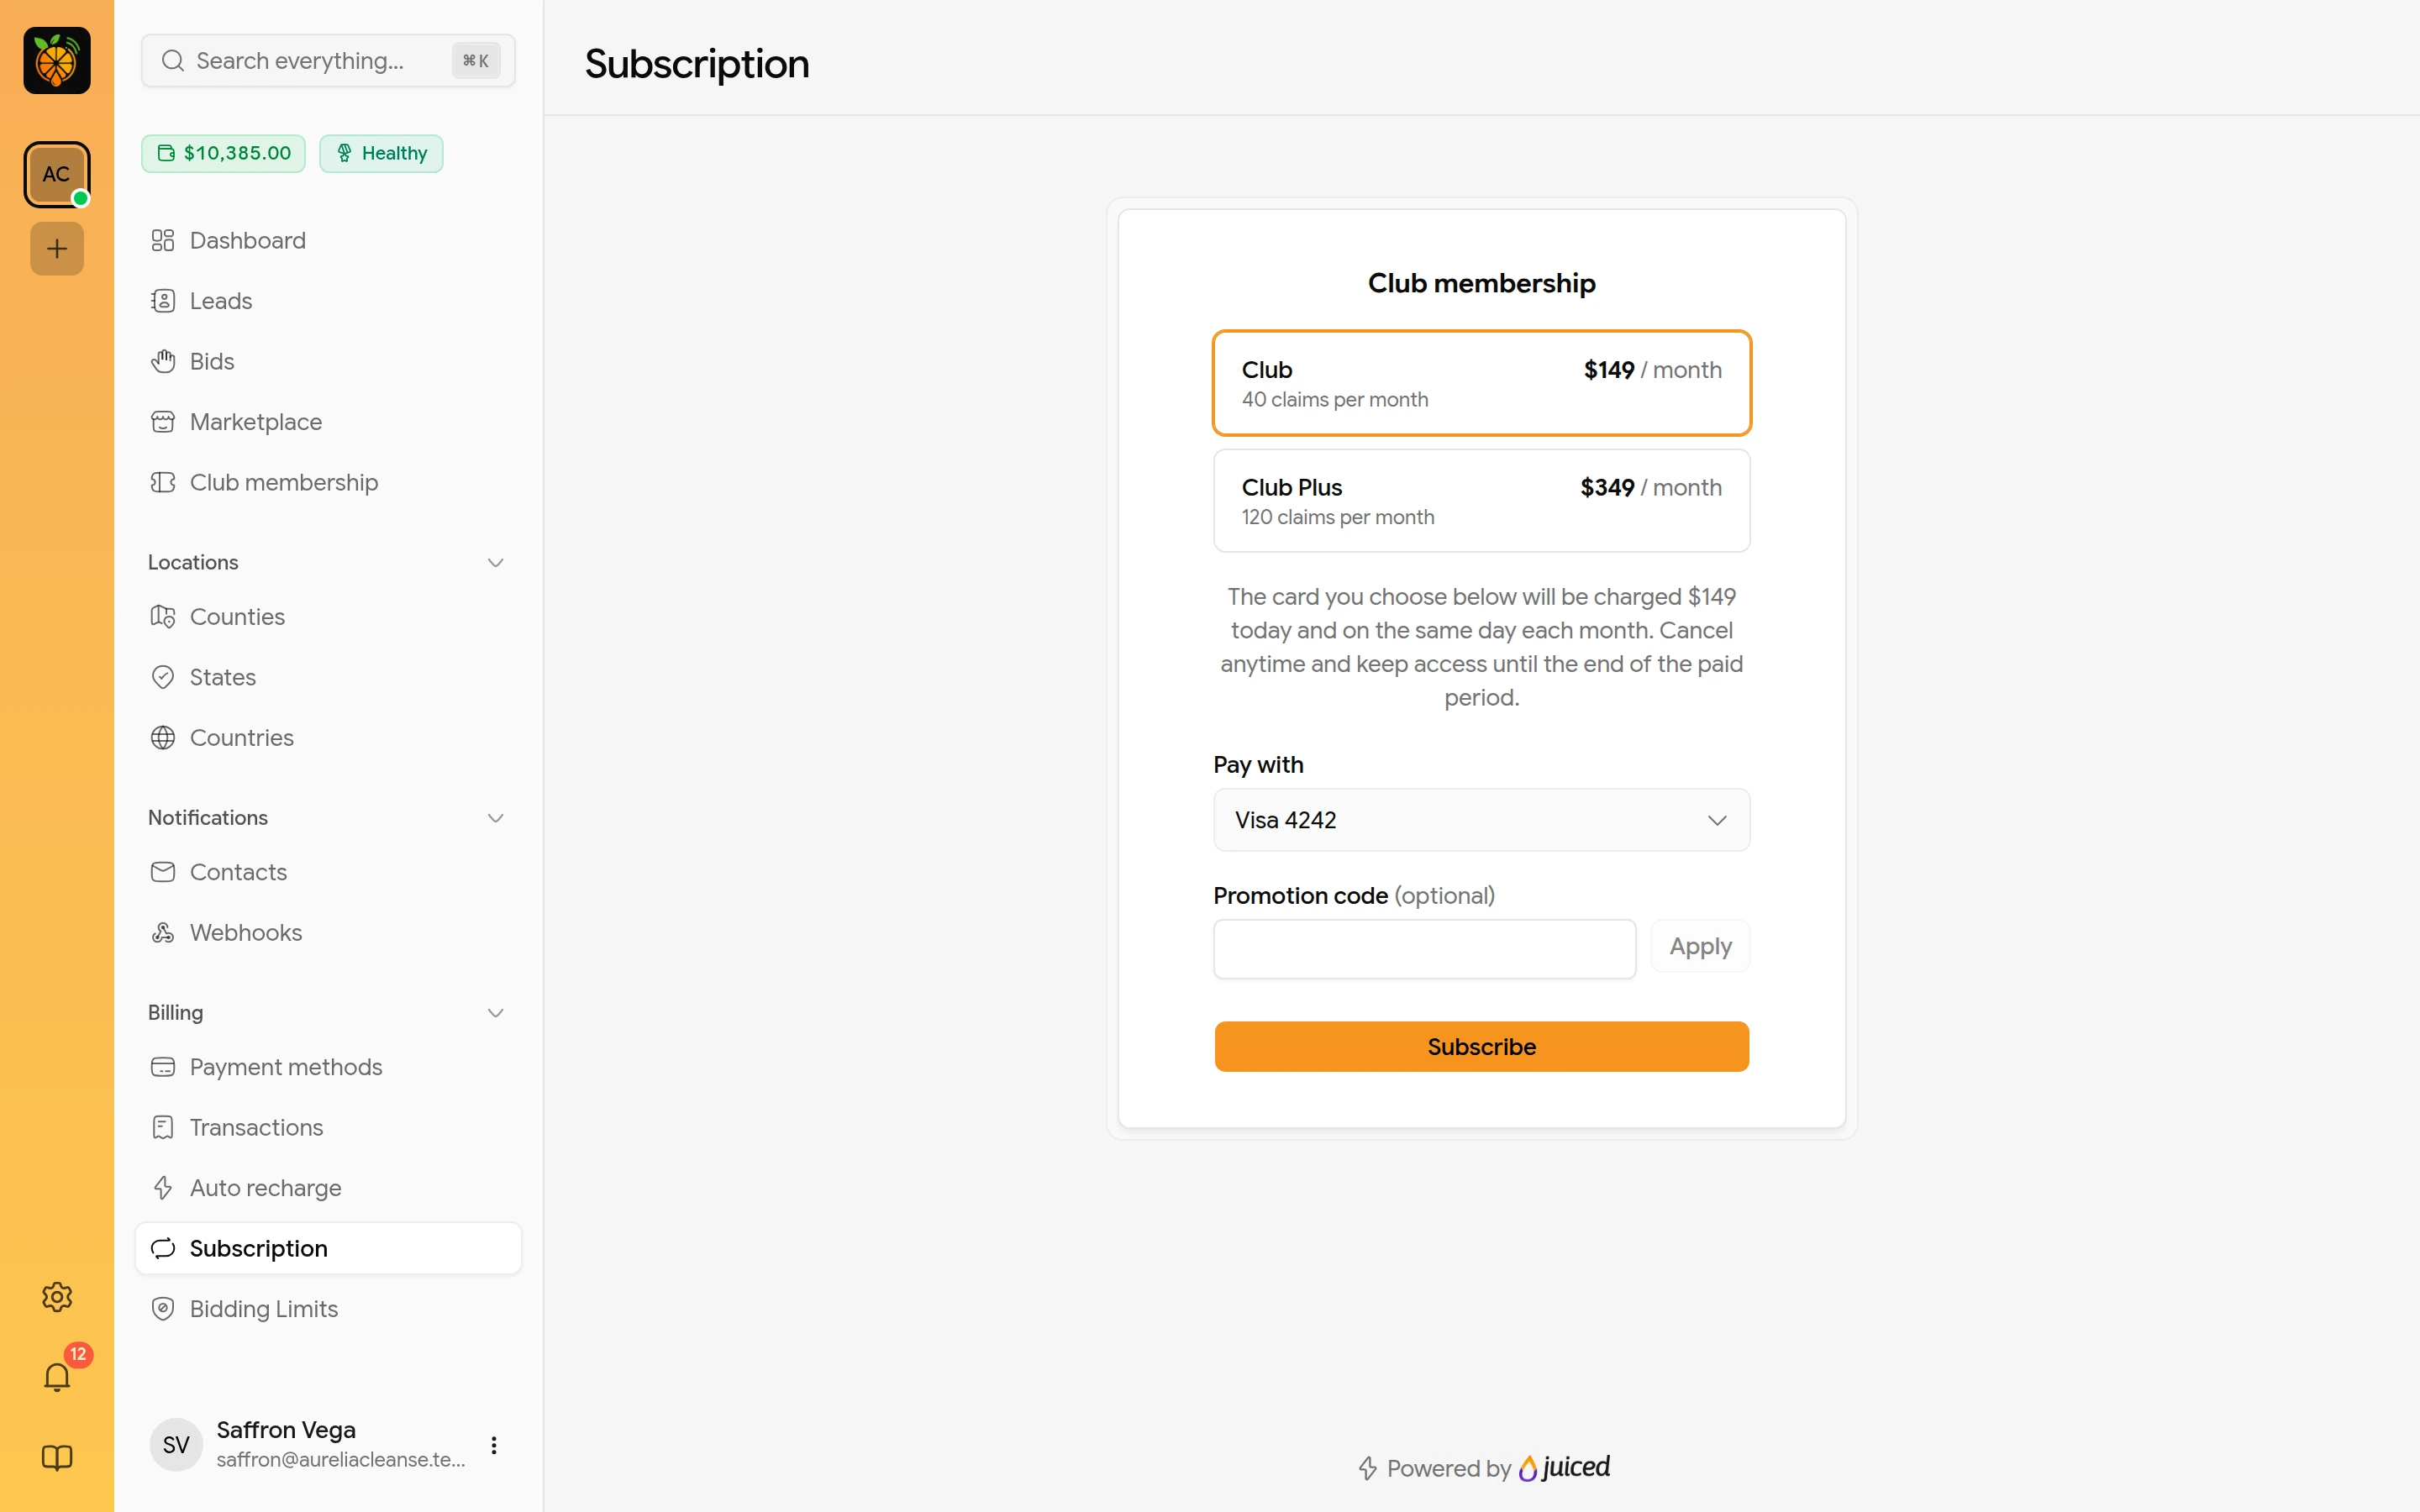 Search everything...
⌘K
Subscription
AC
$10,385.00
Healthy
Dashboard
Leads
Bids
Marketplace
Club membership
Locations
Counties
States
Countries
Notifications
Contacts
Webhooks
Billing
Payment methods
Transactions
Auto recharge
Subscription
Bidding Limits
12
SV
Saffron Vega
saffron@aureliacleanse.te...
Club membership
Club
$149 / month
40 claims per month
Club Plus
$349 / month
120 claims per month
The card you choose below will be charged $149
today and on the same day each month. Cancel
anytime and keep access until the end of the paid
period.
Pay with
Visa 4242
Promotion code (optional)
Apply
Subscribe
Powered by juiced